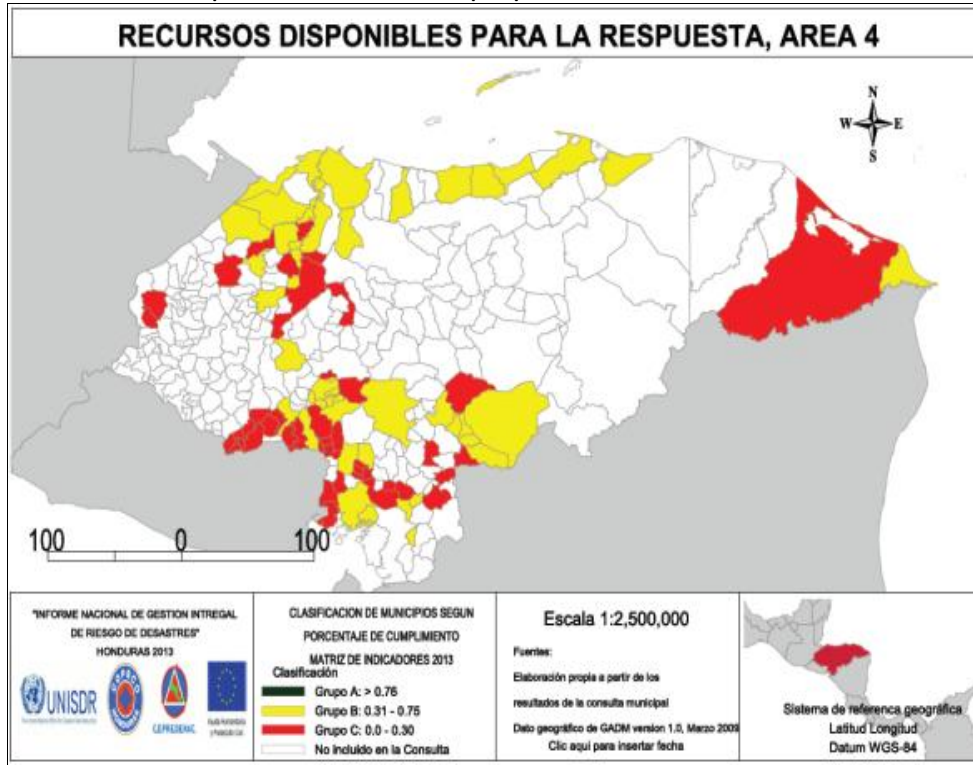 RECURSOS DISPONIBLES PARA LA RESPUESTA, AREA 4
N
W E
S
100 0 100
"INFORME NACIONAL DE GESTION INTREGAL
DE RIESGO DE DESASTRES"
HONDURAS 2013
UNISDR
COPECO
CEPREDENAC
CLASIFICACION DE MUNICIPIOS SEGUN
PORCENTAJE DE CUMPLIMIENTO
MATRIZ DE INDICADORES 2013
Clasificación
Grupo A: > 0.76
Grupo B: 0.31 - 0.75
Grupo C: 0.0 - 0.30
No incluido en la Consulta
Escala 1:2,500,000
Fuentes:
Elaboración propia a partir de los
resultados de la consulta municipal
Dato geográfico de GADM version 1.0, Marzo 2009
Clic aquí para insertar fecha
Sistema de referenca geográfica
Latitud Longitud
Datum WGS-84